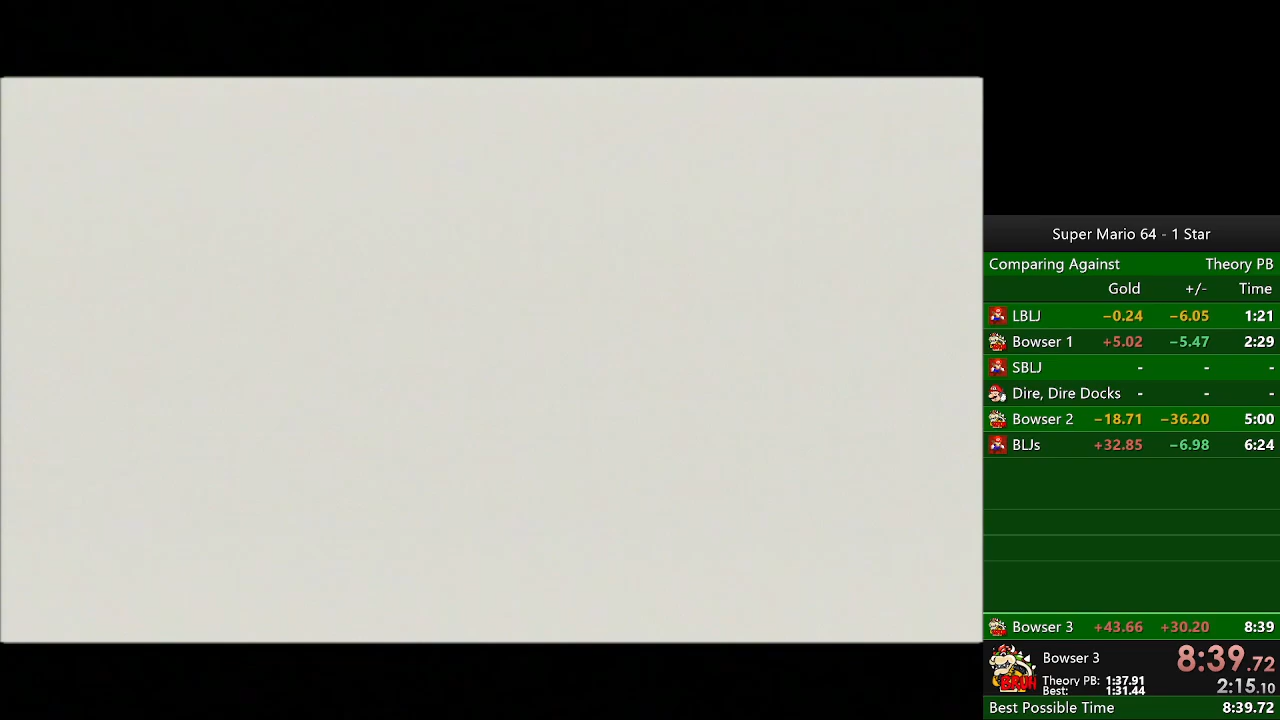 Super Mario 64 - 1 Star
Comparing Against Theory PB
Gold +/- Time
LBLJ −0.24 −6.05 1:21
Bowser 1 +5.02 −5.47 2:29
SBLJ - - -
Dire, Dire Docks - - -
Bowser 2 −18.71 −36.20 5:00
BLJs +32.85 −6.98 6:24
Bowser 3 +43.66 +30.20 8:39
BRUH
Bowser 3 8:39.72
Theory PB: 1:37.91
Best: 1:31.44 2:15.10
Best Possible Time 8:39.72